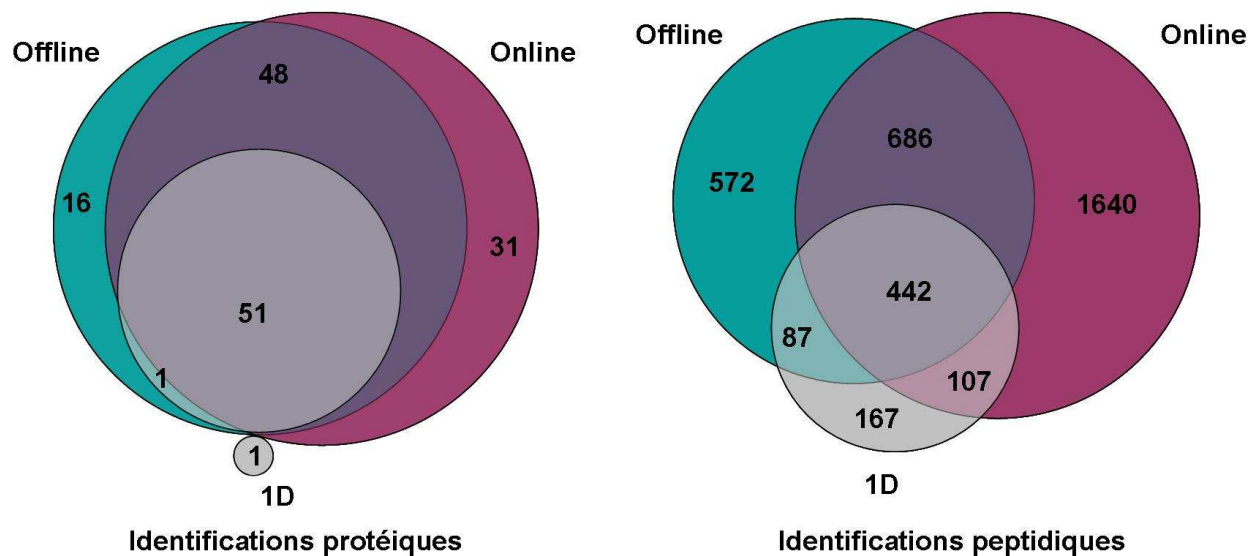 Offline
Online
48
16
31
51
1
1
1D
Identifications protéiques
Offline
Online
686
572
1640
442
87
107
167
1D
Identifications peptidiques